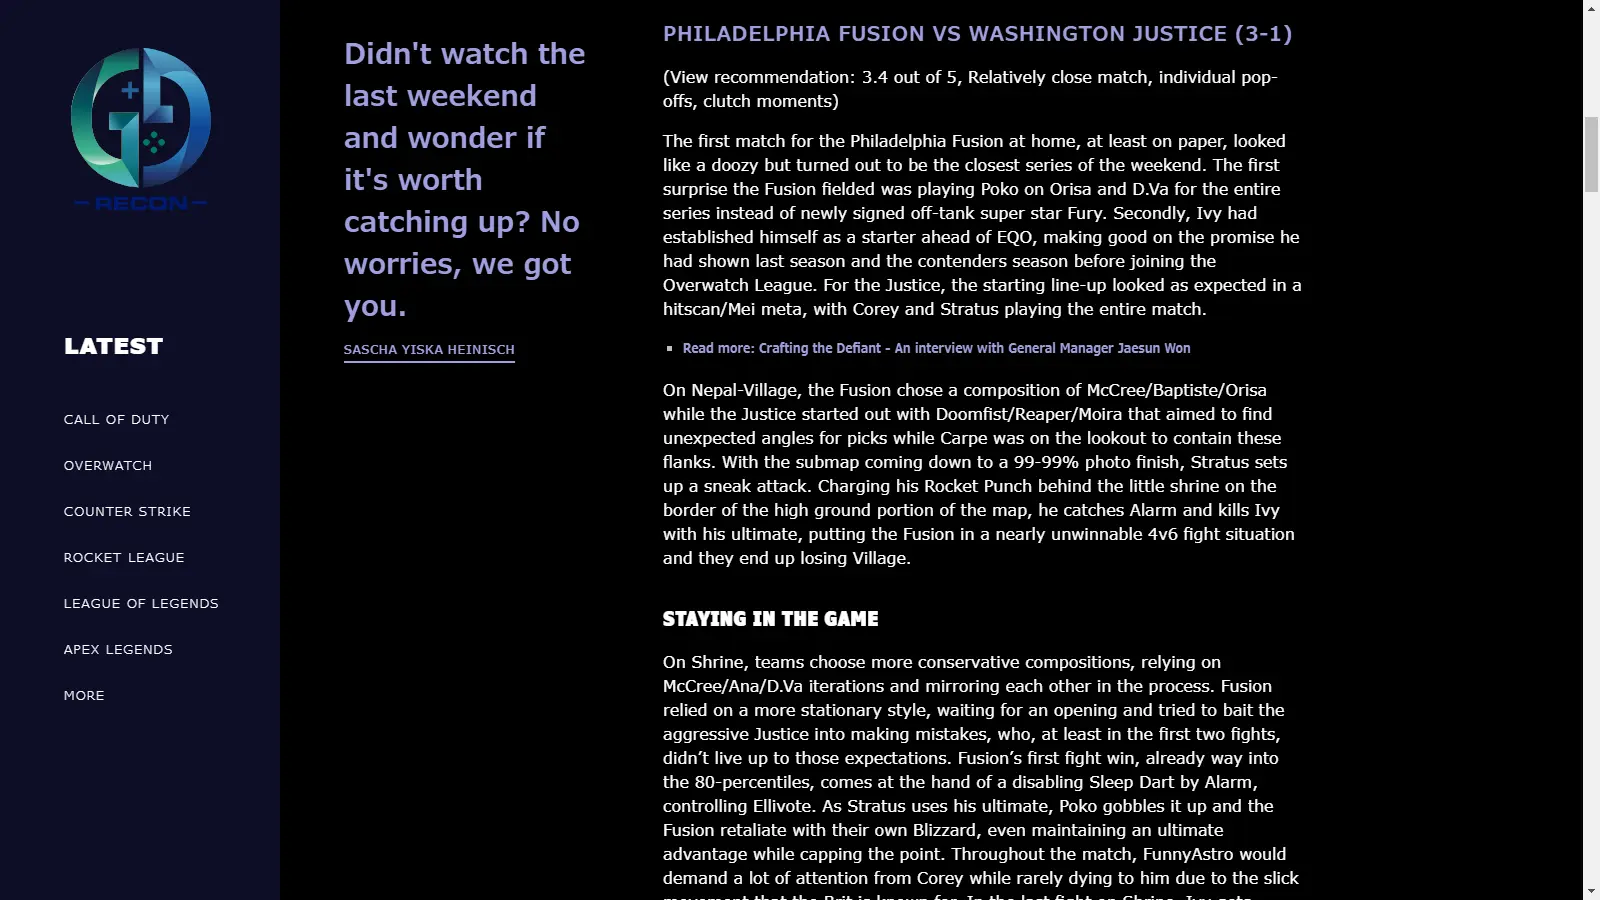 RECON
LATEST
CALL OF DUTY
OVERWATCH
COUNTER STRIKE
ROCKET LEAGUE
LEAGUE OF LEGENDS
APEX LEGENDS
MORE
Didn't watch the
last weekend
and wonder if
it's worth
catching up? No
worries, we got
you.
SASCHA YISKA HEINISCH
PHILADELPHIA FUSION VS WASHINGTON JUSTICE (3-1)
(View recommendation: 3.4 out of 5, Relatively close match, individual pop-
offs, clutch moments)
The first match for the Philadelphia Fusion at home, at least on paper, looked
like a doozy but turned out to be the closest series of the weekend. The first
surprise the Fusion fielded was playing Poko on Orisa and D.Va for the entire
series instead of newly signed off-tank super star Fury. Secondly, Ivy had
established himself as a starter ahead of EQO, making good on the promise he
had shown last season and the contenders season before joining the
Overwatch League. For the Justice, the starting line-up looked as expected in a
hitscan/Mei meta, with Corey and Stratus playing the entire match.
Read more: Crafting the Defiant - An interview with General Manager Jaesun Won
On Nepal-Village, the Fusion chose a composition of McCree/Baptiste/Orisa
while the Justice started out with Doomfist/Reaper/Moira that aimed to find
unexpected angles for picks while Carpe was on the lookout to contain these
flanks. With the submap coming down to a 99-99% photo finish, Stratus sets
up a sneak attack. Charging his Rocket Punch behind the little shrine on the
border of the high ground portion of the map, he catches Alarm and kills Ivy
with his ultimate, putting the Fusion in a nearly unwinnable 4v6 fight situation
and they end up losing Village.
STAYING IN THE GAME
On Shrine, teams choose more conservative compositions, relying on
McCree/Ana/D.Va iterations and mirroring each other in the process. Fusion
relied on a more stationary style, waiting for an opening and tried to bait the
aggressive Justice into making mistakes, who, at least in the first two fights,
didn’t live up to those expectations. Fusion’s first fight win, already way into
the 80-percentiles, comes at the hand of a disabling Sleep Dart by Alarm,
controlling Ellivote. As Stratus uses his ultimate, Poko gobbles it up and the
Fusion retaliate with their own Blizzard, even maintaining an ultimate
advantage while capping the point. Throughout the match, FunnyAstro would
demand a lot of attention from Corey while rarely dying to him due to the slick
movement that the Brit is known for. In the last fight on Shrine, Ivy gets